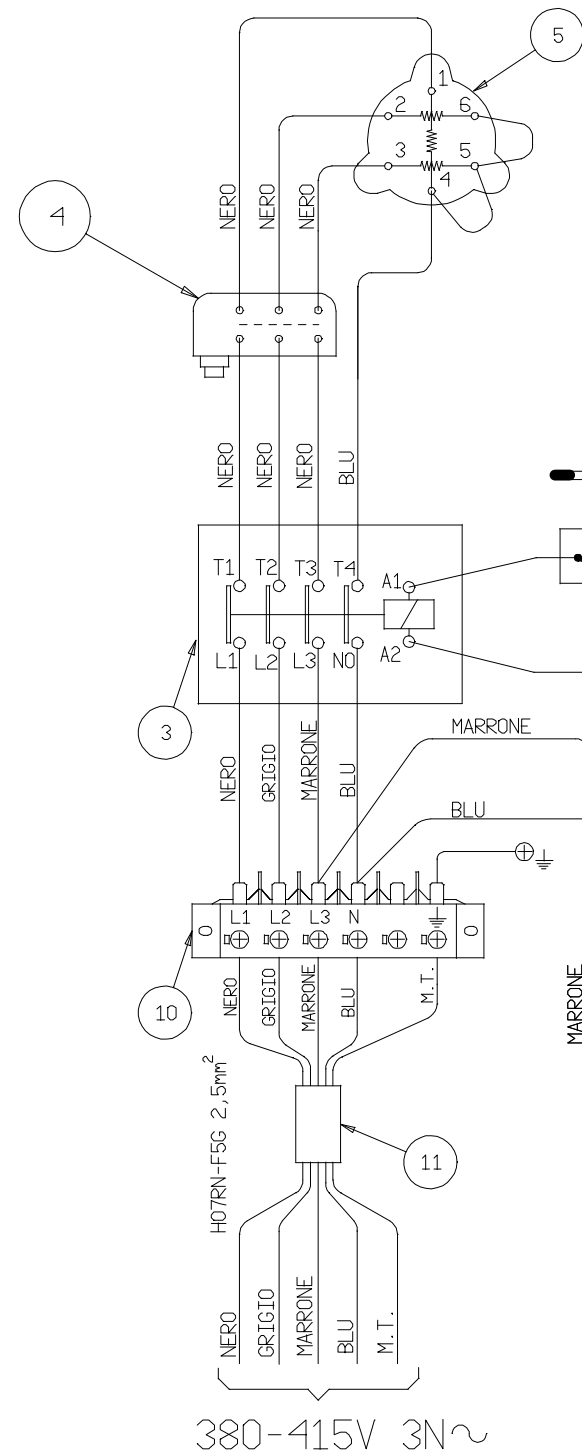 5
1
2 6
3 5
4
4
NERO
NERO
NERO
NERO
NERO
NERO
BLU
T1 T2 T3 T4 A1
L1 L2 L3 NO A2
3
MARRONE
BLU
NERO
GRIGIO
MARRONE
BLU
L1 L2 L3 N
0 0
10
NERO
GRIGIO
MARRONE
BLU
M.T.
MARRONE
H07RN-F5G 2,5mm²
11
NERO
GRIGIO
MARRONE
BLU
M.T.
380-415V 3N~